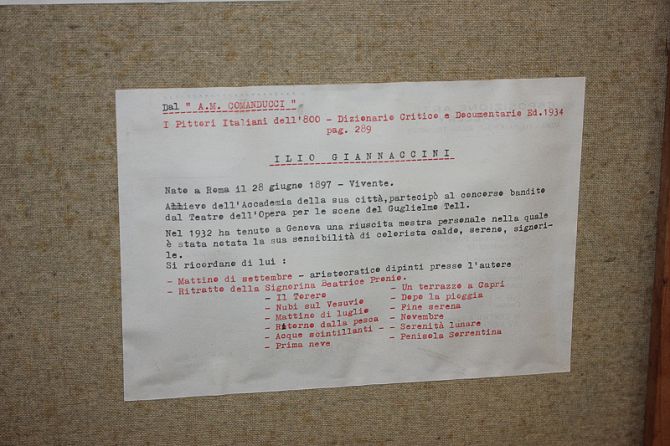 Dal " A.M. COMANDUCCI "
I Pittori Italiani dell'800 - Dizionario Critico e Documentario Ed.1934
pag. 289
ILIO GIANNACCINI
Nato a Roma il 28 giugno 1897 - Vivente.
Allievo dell'Accademia della sua città, partecipò al concorso bandito
dal Teatro dell'Opera per le scene del Guglielmo Tell.
Nel 1932 ha tenuto a Geneva una riuscita mostra personale nella quale
è stata notata la sua sensibilità di colorista caldo, sereno, signori-
le.
Si ricordano di lui :
- Mattino di settembre - aristocratico dipinti presso l'autore
- Ritratto della Signorina Beatrice Premio.
- Il Torero - Un terrazzo a Capri
- Nubi sul Vesuvio - Dopo la pioggia
- Mattino di luglio - Fine serena
- Ritorno dalla pesca - Novembre
- Acque scintillanti - - Serenità lunare
- Prima neve - Penisola Sorrentina